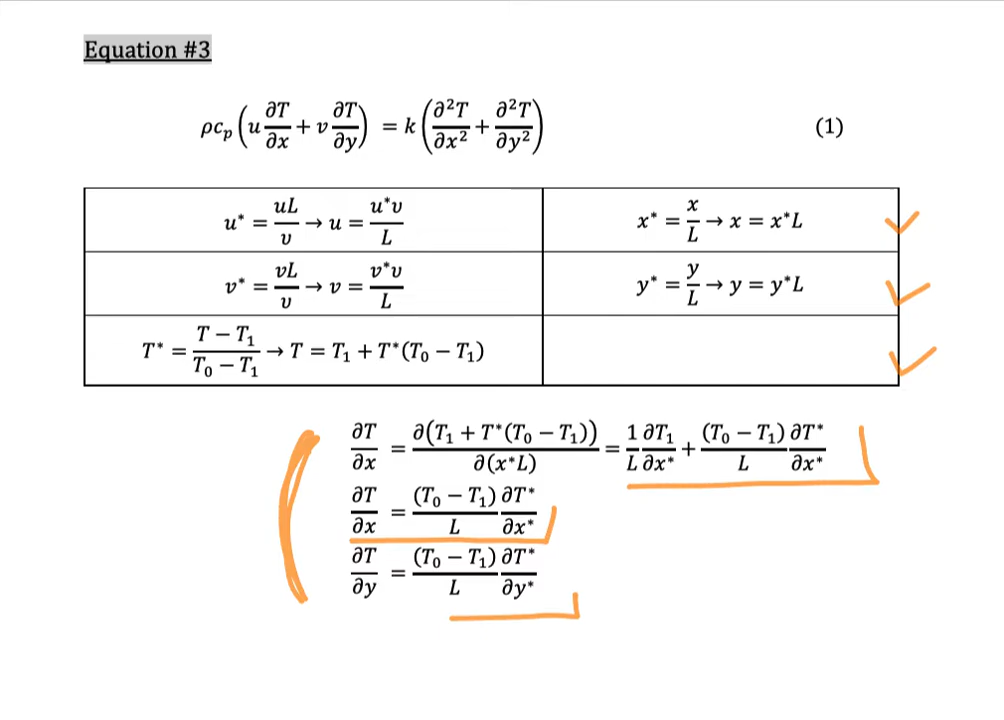 Equation #3
ρcₚ(u ∂T/∂x + v ∂T/∂y) = k(∂²T/∂x² + ∂²T/∂y²) (1)
u* = uL/υ → u = u*υ/L x* = x/L → x = x*L
v* = vL/υ → v = v*υ/L y* = y/L → y = y*L
T* = (T − T₁)/(T₀ − T₁) → T = T₁ + T*(T₀ − T₁)
∂T/∂x = ∂(T₁ + T*(T₀ − T₁))/∂(x*L) = 1/L ∂T₁/∂x* + (T₀ − T₁)/L ∂T*/∂x*
∂T/∂x = (T₀ − T₁)/L ∂T*/∂x*
∂T/∂y = (T₀ − T₁)/L ∂T*/∂y*